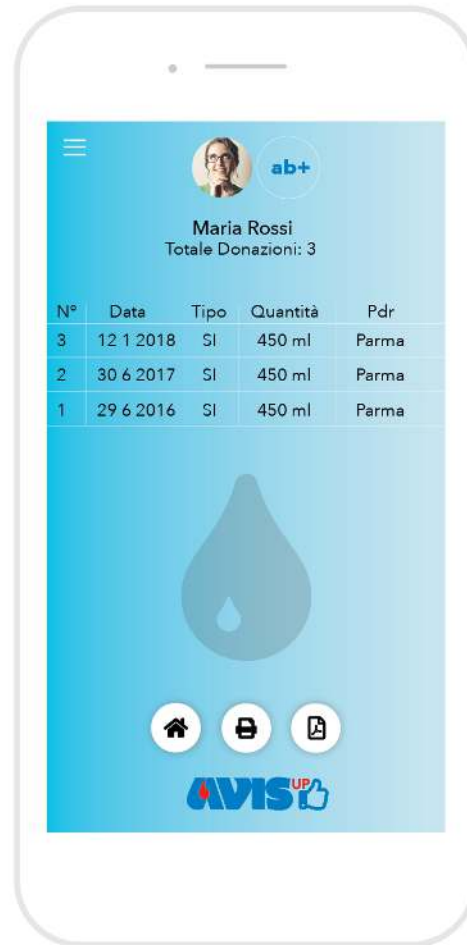 ab+
Maria Rossi
Totale Donazioni: 3
N° Data Tipo Quantità Pdr
3 12 1 2018 SI 450 ml Parma
2 30 6 2017 SI 450 ml Parma
1 29 6 2016 SI 450 ml Parma
AVIS UP